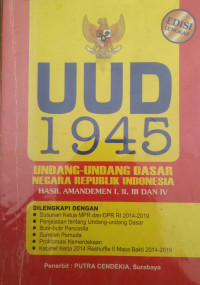 EDISI
LENGKAP
UUD
1945
UNDANG-UNDANG DASAR
NEGARA REPUBLIK INDONESIA
HASIL AMANDEMEN I, II, III DAN IV
DILENGKAPI DENGAN
Susunan Ketua MPR dan DPR RI 2014-2019
Penjelasan tentang Undang-undang Dasar
Butir-butir Pancasila
Sumpah Pemuda
Proklamasi Kemerdekaan
Kabinet Kerja 2014 Reshuffle II Masa Bakti 2014-2019
Penerbit : PUTRA CENDEKIA, Surabaya